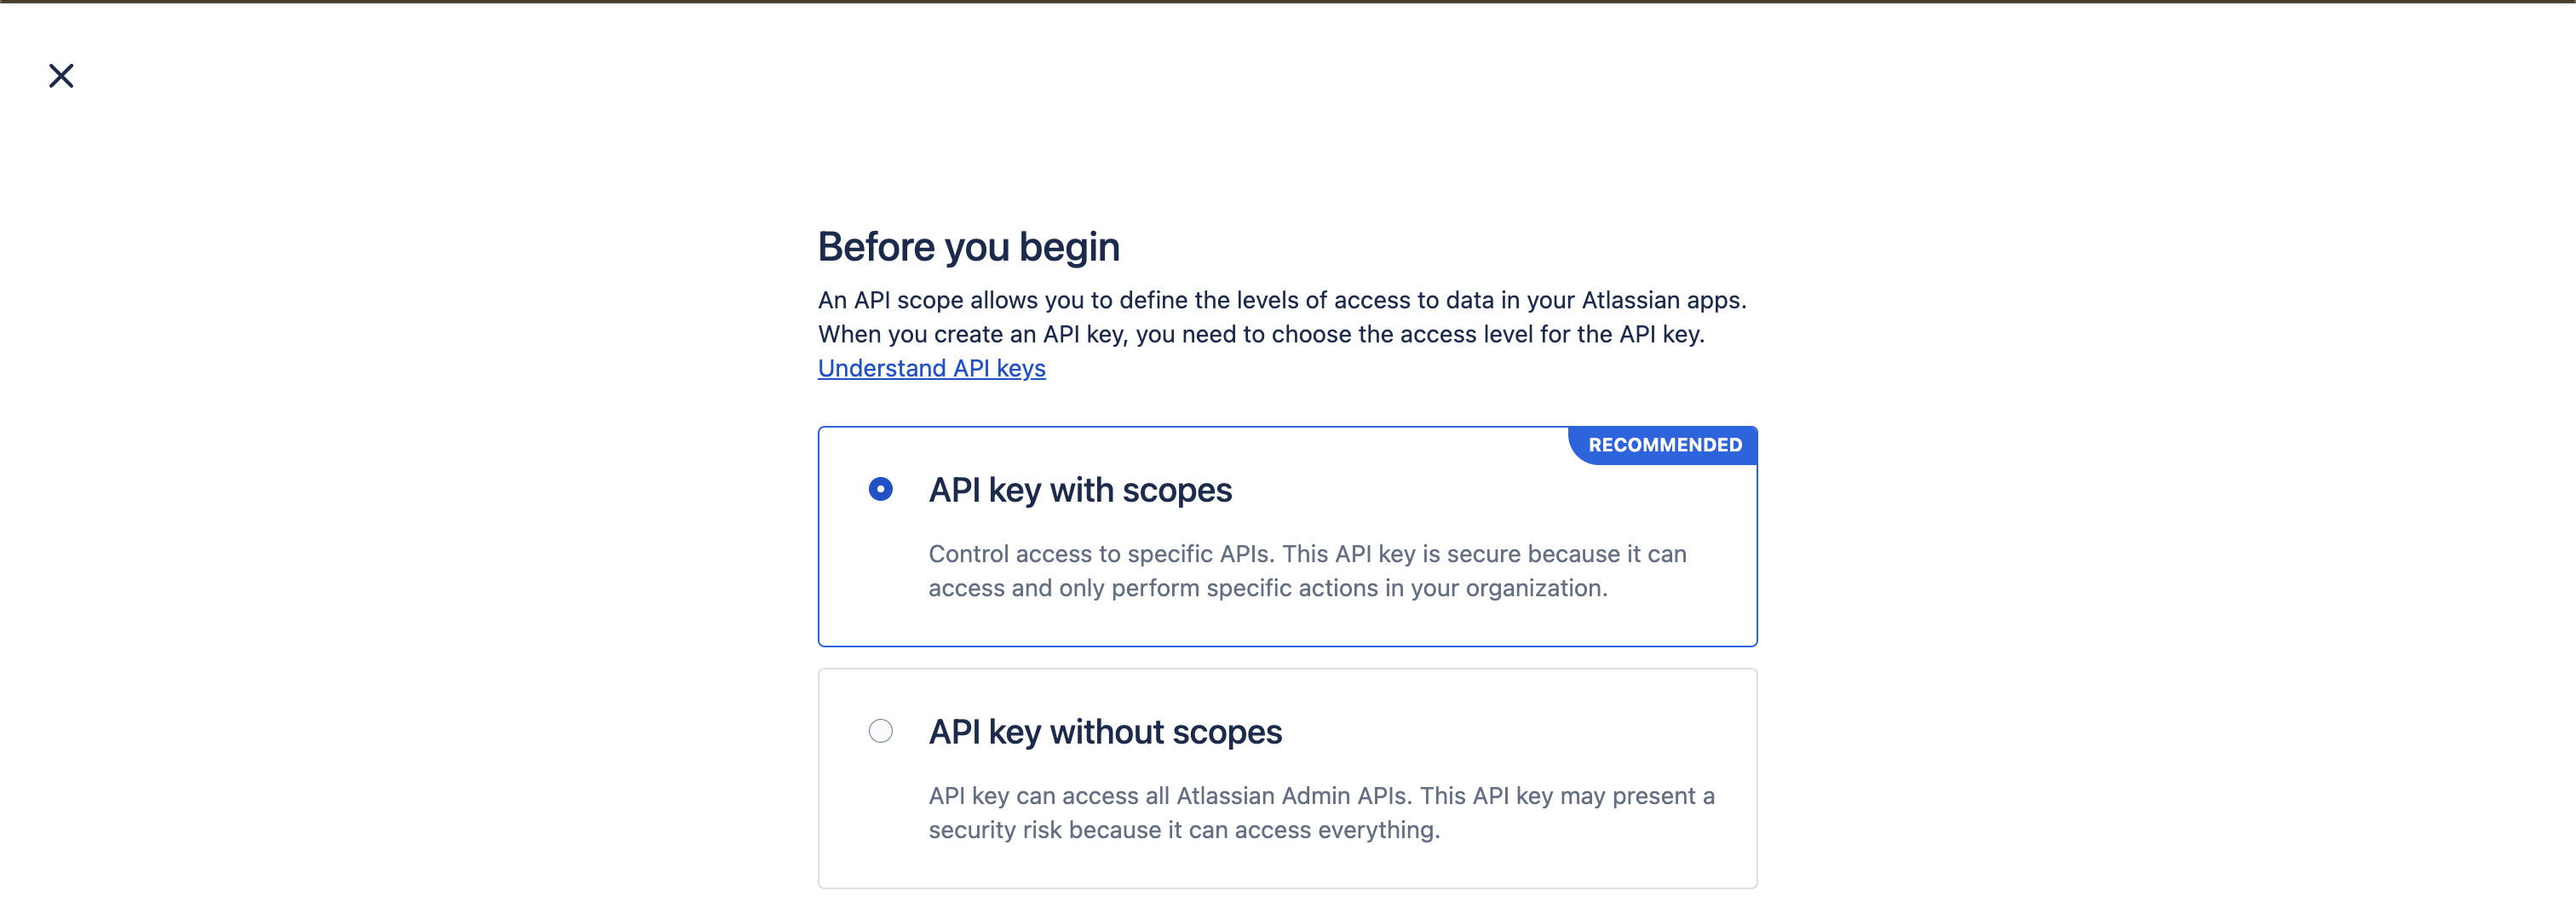 Before you begin
An API scope allows you to define the levels of access to data in your Atlassian apps.
When you create an API key, you need to choose the access level for the API key.
Understand API keys
RECOMMENDED
API key with scopes
Control access to specific APIs. This API key is secure because it can
access and only perform specific actions in your organization.
API key without scopes
API key can access all Atlassian Admin APIs. This API key may present a
security risk because it can access everything.